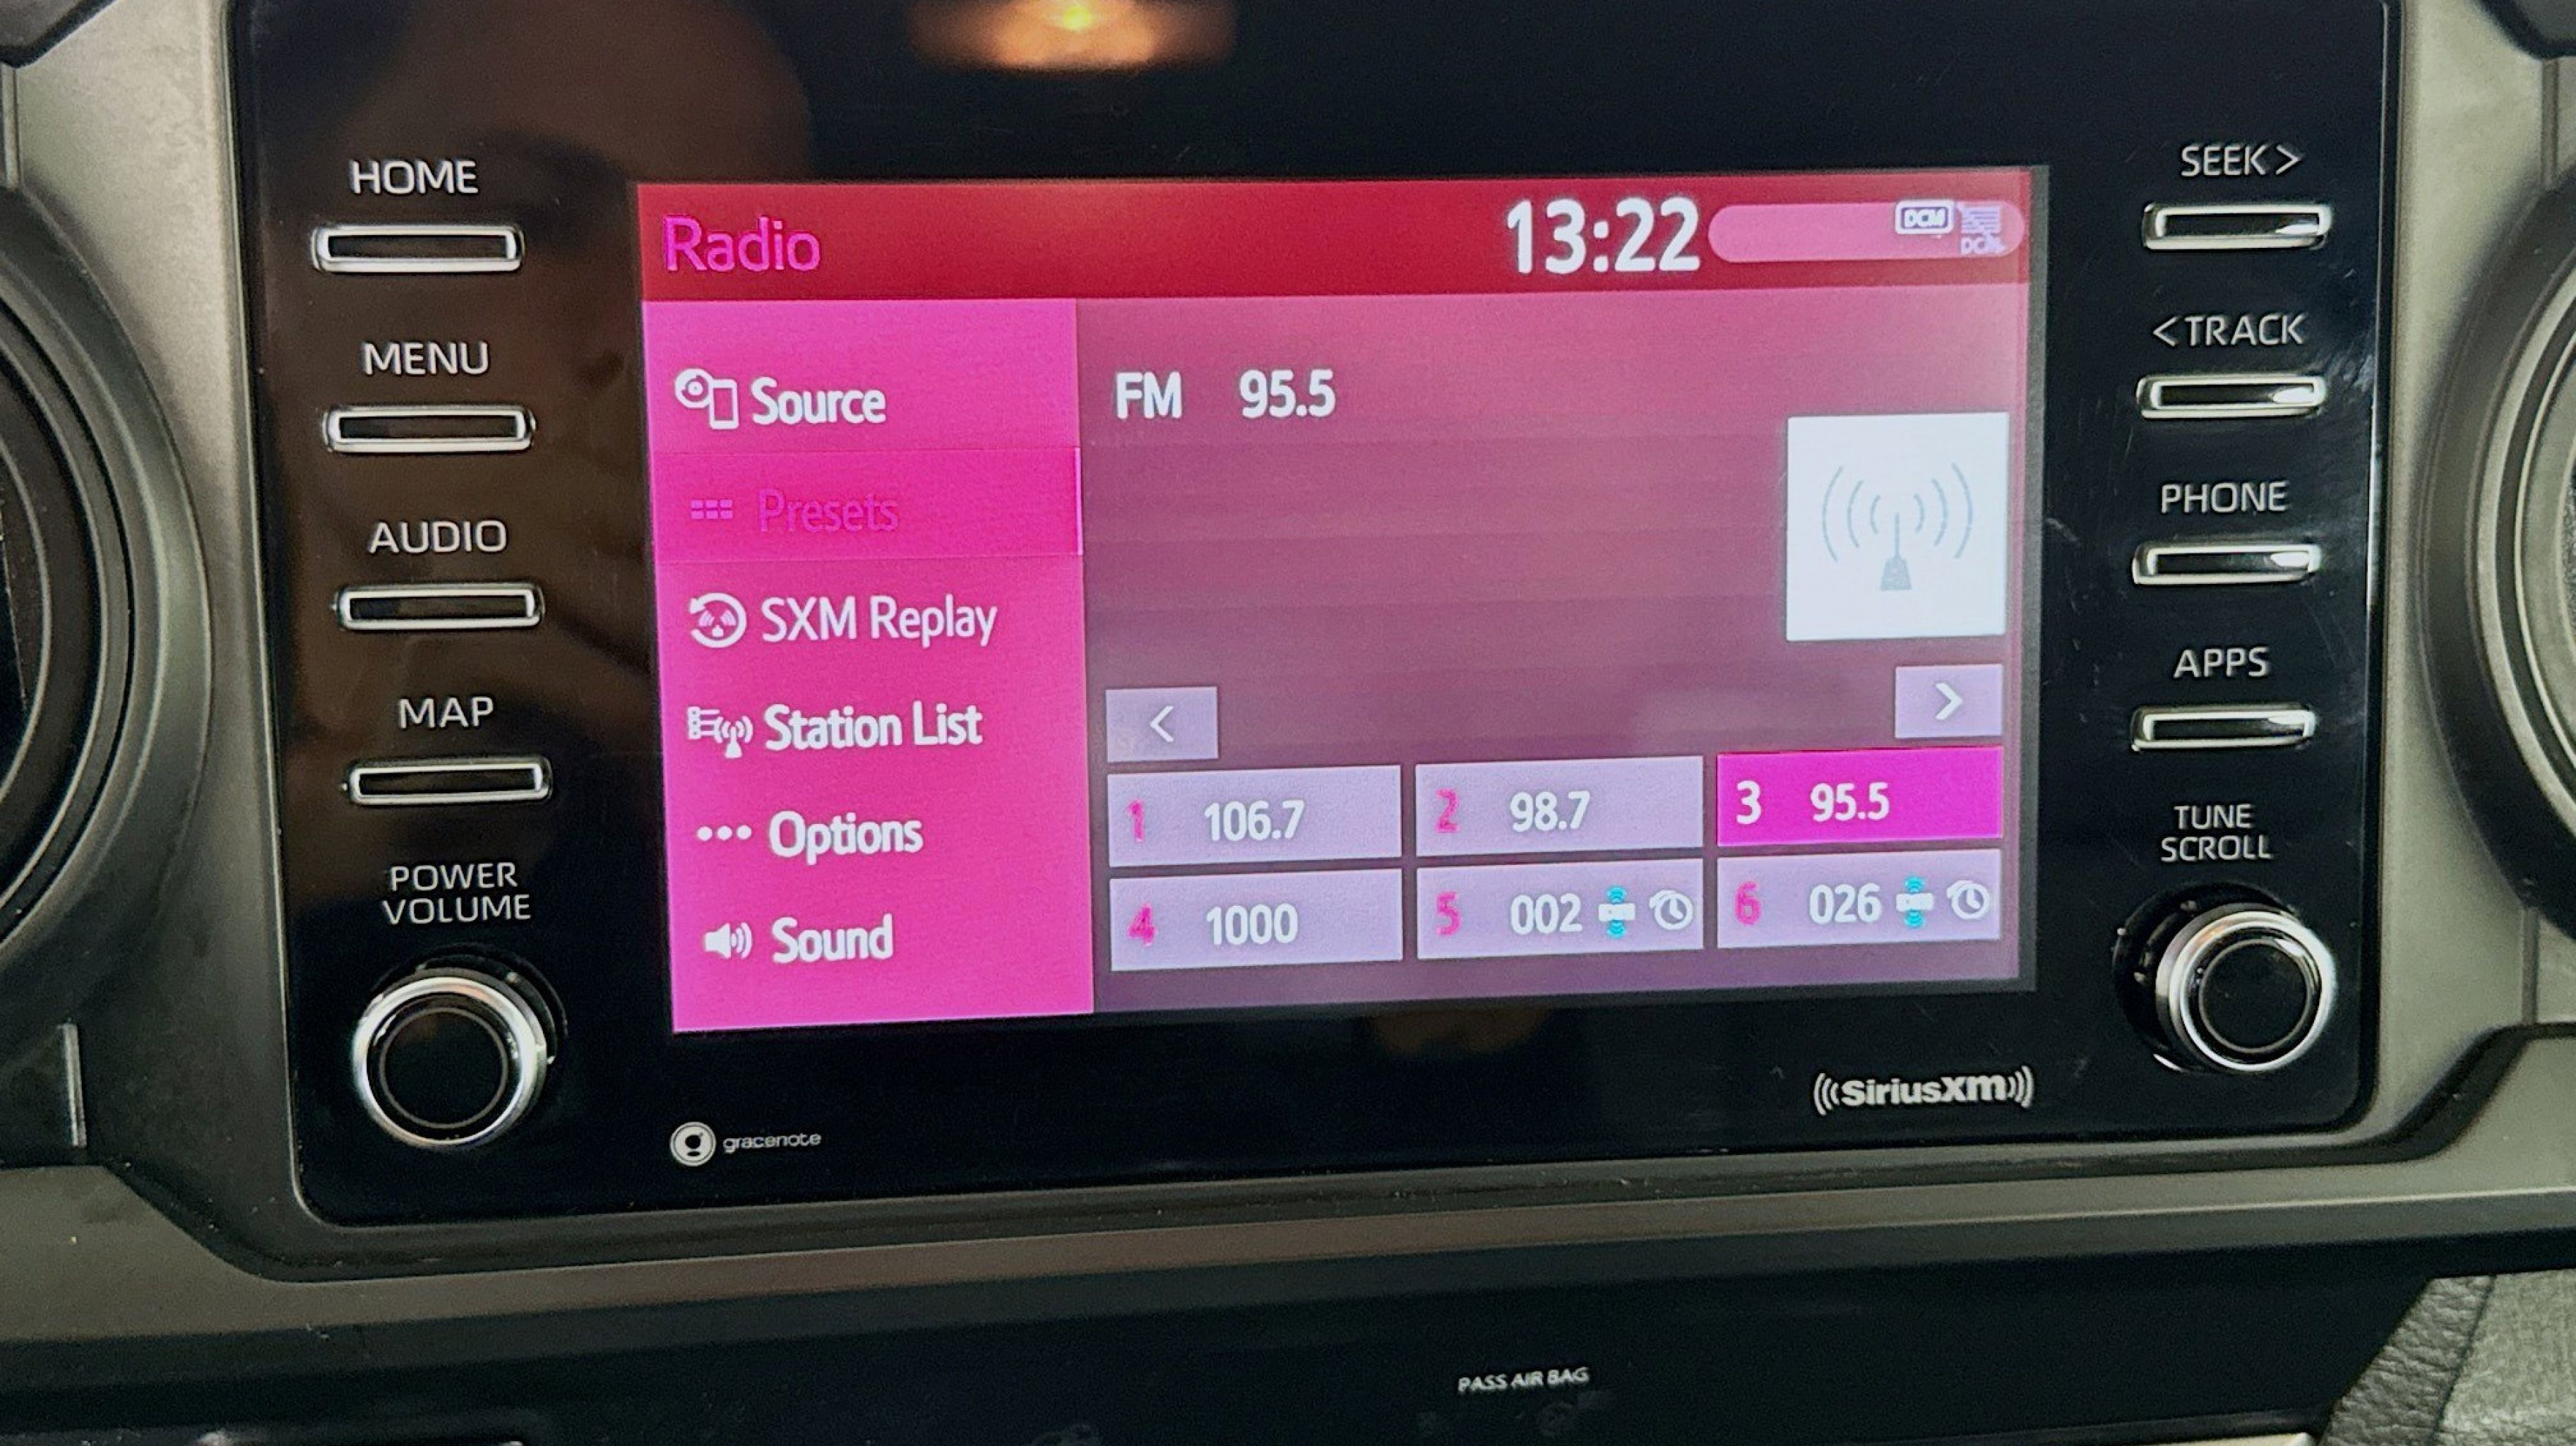 HOME
MENU
AUDIO
MAP
POWER
VOLUME
Radio
13:22
DCM
DCM
Source
Presets
SXM Replay
Station List
Options
Sound
FM 95.5
<
>
1 106.7
2 98.7
3 95.5
4 1000
5 002
6 026
SEEK>
<TRACK
PHONE
APPS
TUNE
SCROLL
gracenote
SiriusXM
PASS AIR BAG